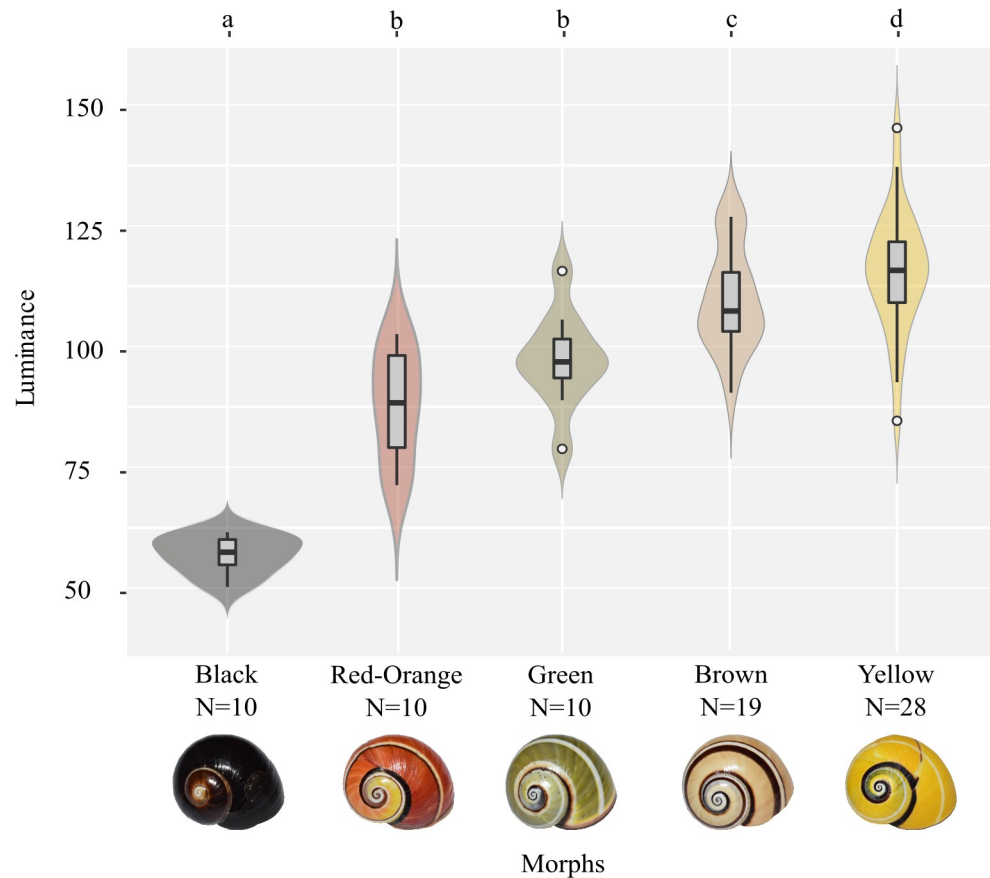 a b b c d
150
125
100
75
50
Luminance
Black Red-Orange Green Brown Yellow
N=10 N=10 N=10 N=19 N=28
Morphs